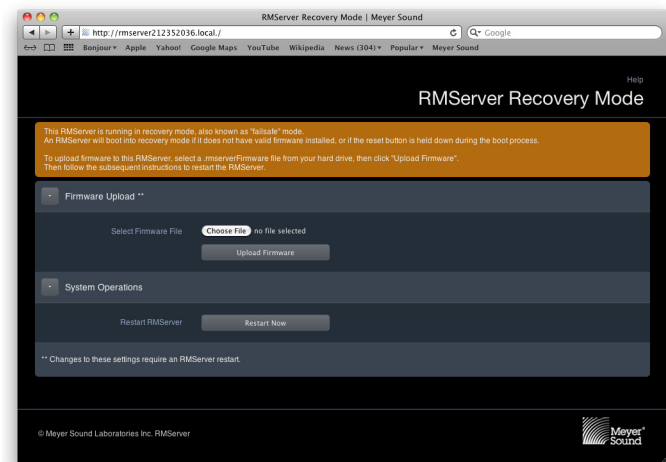 RMServer Recovery Mode | Meyer Sound
http://rmserver212352036.local./
Google
Bonjour Apple Yahoo! Google Maps YouTube Wikipedia News (304) Popular Meyer Sound
Help
RMServer Recovery Mode
This RMServer is running in recovery mode, also known as "failsafe" mode.
An RMServer will boot into recovery mode if it does not have valid firmware installed, or if the reset button is held down during the boot process.
To upload firmware to this RMServer, select a .rmserverFirmware file from your hard drive, then click "Upload Firmware".
Then follow the subsequent instructions to restart the RMServer.
- Firmware Upload **
Select Firmware File Choose File no file selected
Upload Firmware
- System Operations
Restart RMServer Restart Now
** Changes to these settings require an RMServer restart.
© Meyer Sound Laboratories Inc. RMServer
Meyer®
Sound